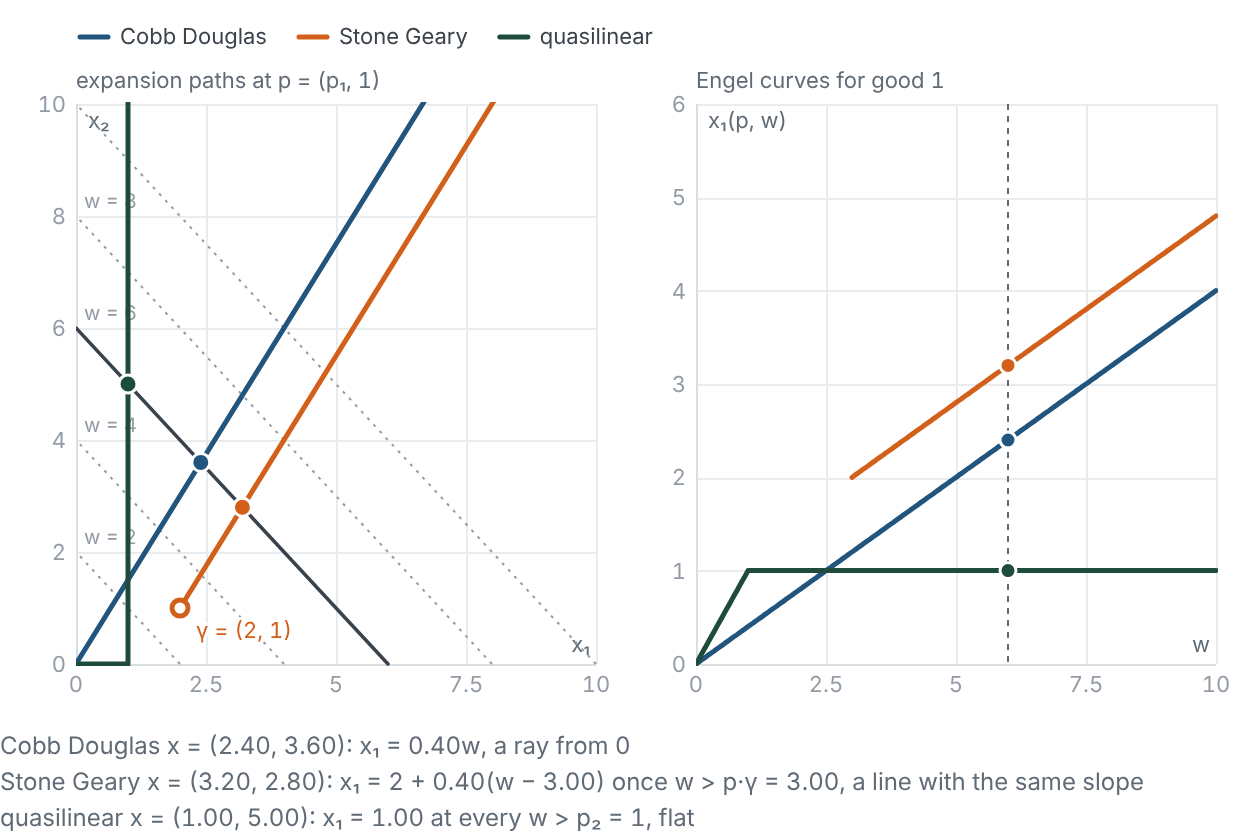 Cobb Douglas Stone Geary quasilinear
expansion paths at p = (p₁, 1)
Engel curves for good 1
10
x₂
w = 8
8
w = 6
6
w = 4
4
w = 2
2
γ = (2, 1)
x₁
0
0 2.5 5 7.5 10
6
x₁(p, w)
5
4
3
2
1
w
0
0 2.5 5 7.5 10
Cobb Douglas x = (2.40, 3.60): x₁ = 0.40w, a ray from 0
Stone Geary x = (3.20, 2.80): x₁ = 2 + 0.40(w − 3.00) once w > p·γ = 3.00, a line with the same slope
quasilinear x = (1.00, 5.00): x₁ = 1.00 at every w > p₂ = 1, flat